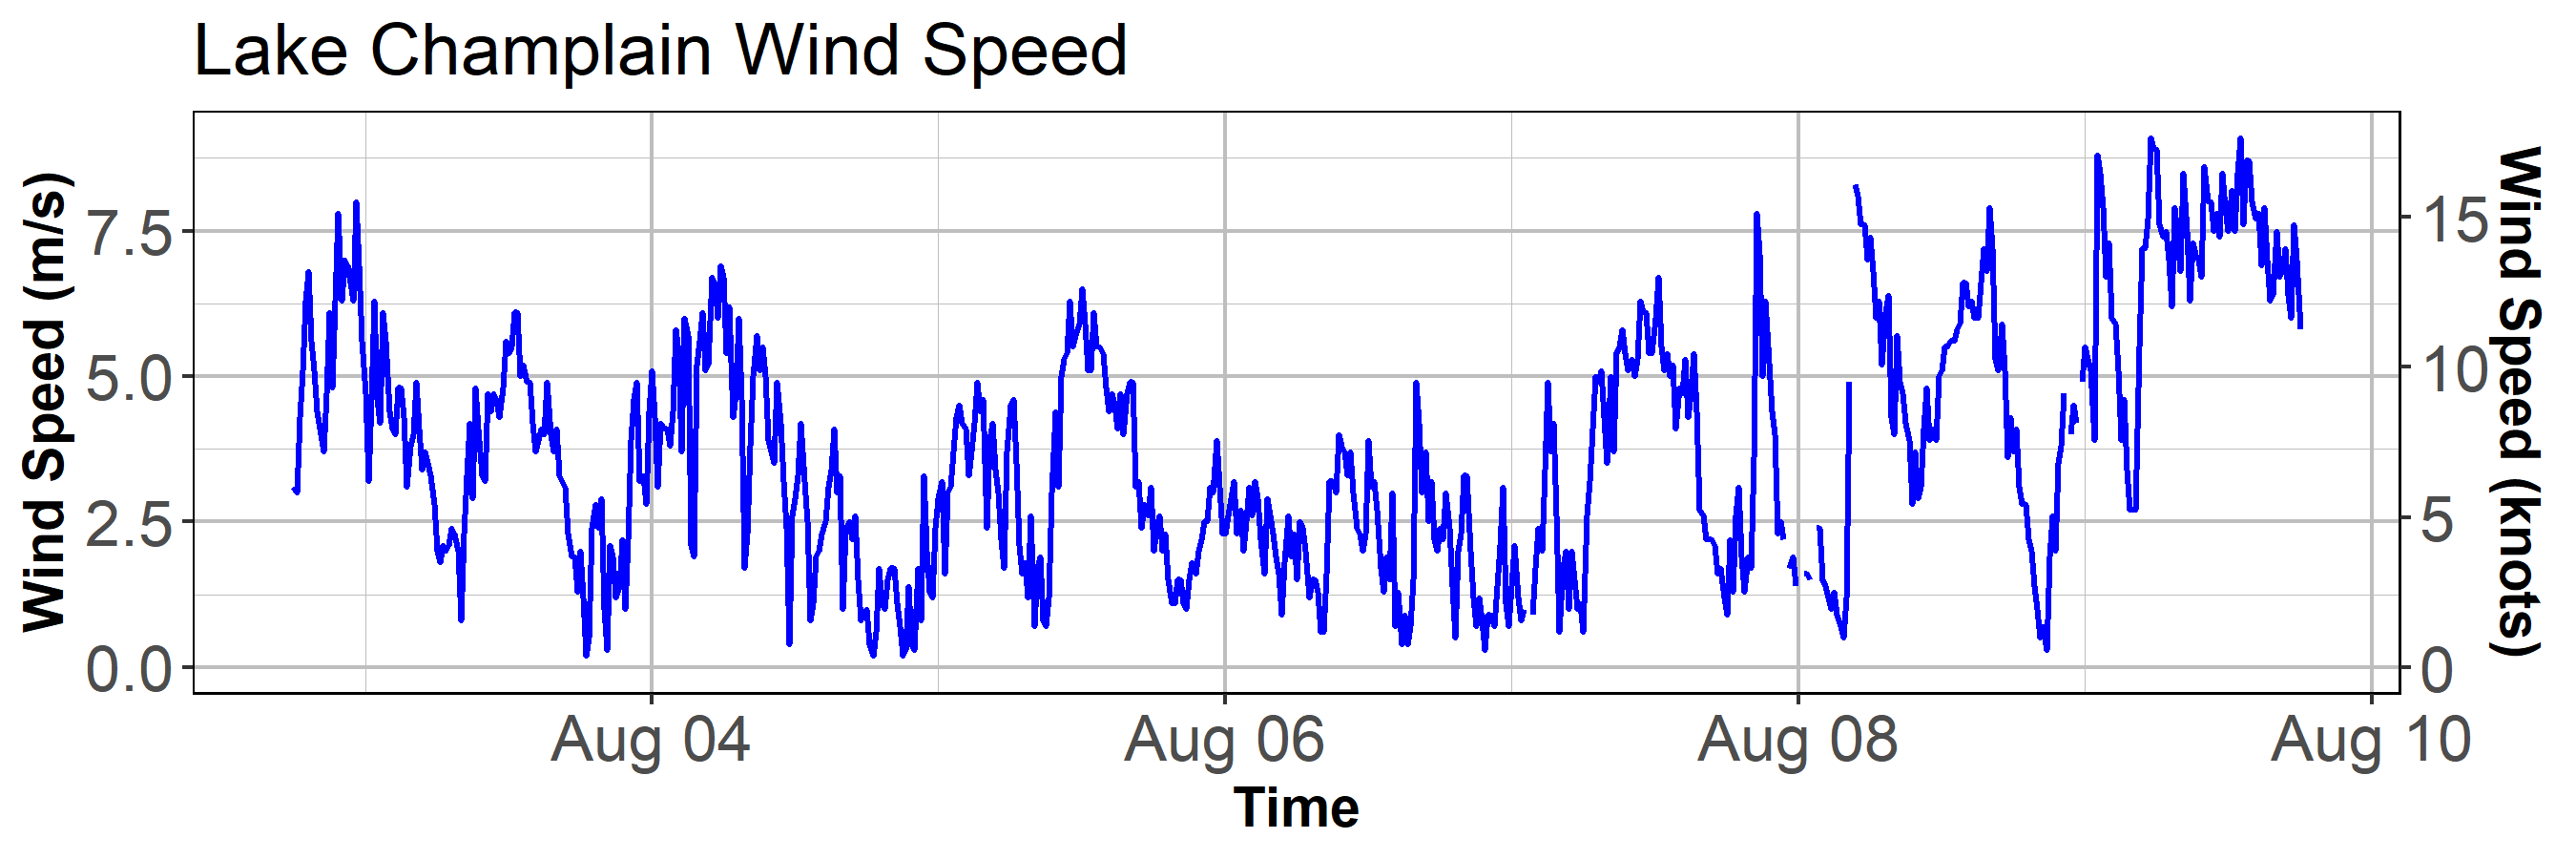 Lake Champlain Wind Speed
Wind Speed (m/s)
7.5
5.0
2.5
0.0
15
10
5
0
Wind Speed (knots)
Aug 04
Aug 06
Aug 08
Aug 10
Time